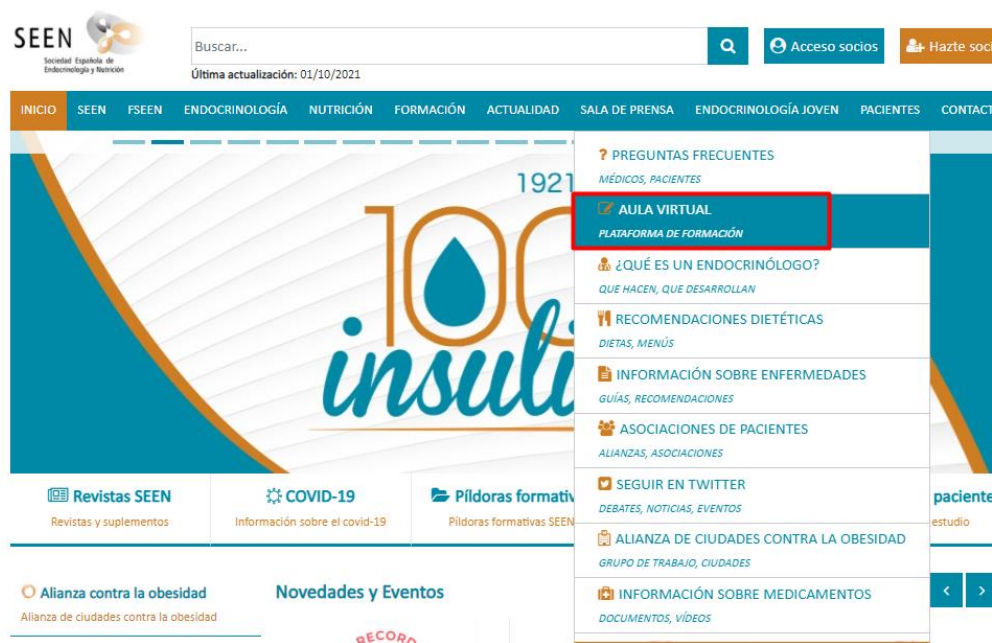 SEEN
Sociedad Española de
Endocrinología y Nutrición
Buscar...
Acceso socios
Hazte soci
Última actualización: 01/10/2021
INICIO SEEN FSEEN ENDOCRINOLOGÍA NUTRICIÓN FORMACIÓN ACTUALIDAD SALA DE PRENSA ENDOCRINOLOGÍA JOVEN PACIENTES CONTACT
1921
100
insuli
? PREGUNTAS FRECUENTES
MÉDICOS, PACIENTES
AULA VIRTUAL
PLATAFORMA DE FORMACIÓN
¿QUÉ ES UN ENDOCRINÓLOGO?
QUE HACEN, QUE DESARROLLAN
RECOMENDACIONES DIETÉTICAS
DIETAS, MENÚS
INFORMACIÓN SOBRE ENFERMEDADES
GUÍAS, RECOMENDACIONES
ASOCIACIONES DE PACIENTES
ALIANZAS, ASOCIACIONES
SEGUIR EN TWITTER
DEBATES, NOTICIAS, EVENTOS
ALIANZA DE CIUDADES CONTRA LA OBESIDAD
GRUPO DE TRABAJO, CIUDADES
INFORMACIÓN SOBRE MEDICAMENTOS
DOCUMENTOS, VÍDEOS
Revistas SEEN
Revistas y suplementos
COVID-19
Información sobre el covid-19
Píldoras formativ
Píldoras formativas SEEN
paciente
estudio
Alianza contra la obesidad
Alianza de ciudades contra la obesidad
Novedades y Eventos
RECORD